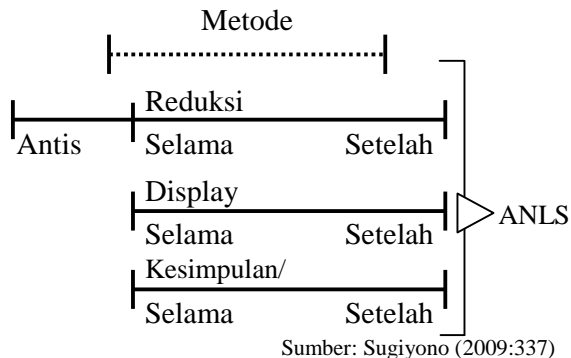 Metode
Reduksi
Antis Selama Setelah
Display
Selama Setelah
ANLS
Kesimpulan/
Selama Setelah
Sumber: Sugiyono (2009:337)